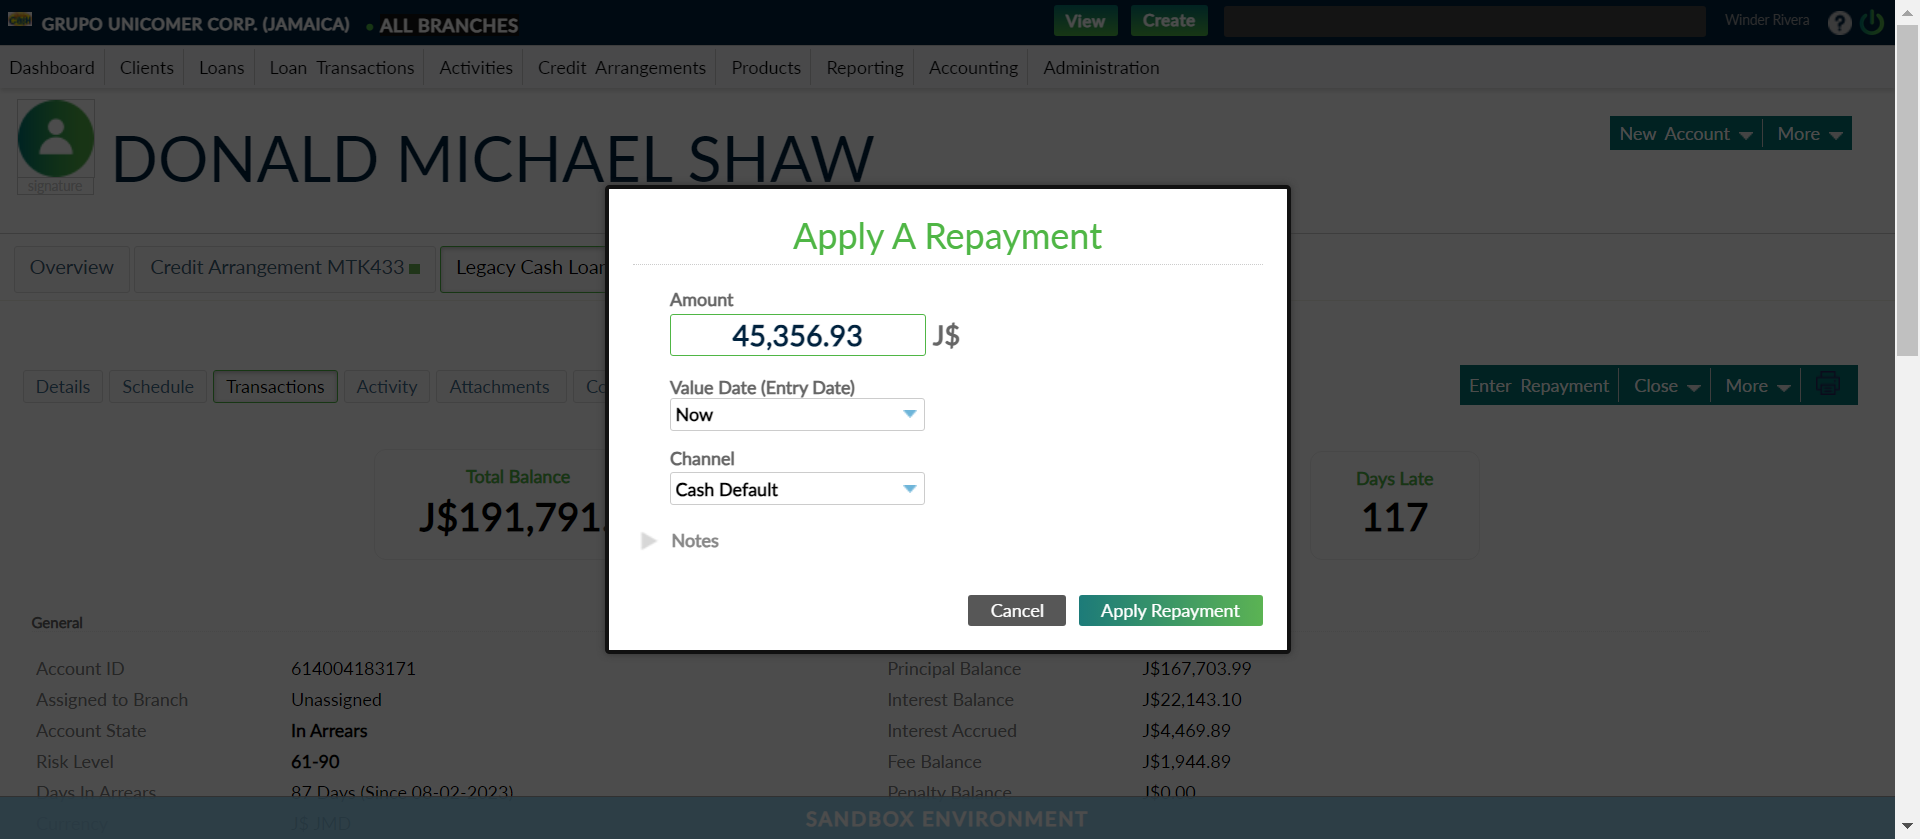 GRUPO UNICOMER CORP. (JAMAICA) ALL BRANCHES View Create Winder Rivera ?
Dashboard Clients Loans Loan Transactions Activities Credit Arrangements Products Reporting Accounting Administration
signature
DONALD MICHAEL SHAW
New Account More
Overview Credit Arrangement MTK433 Legacy Cash Loan
Apply A Repayment
Amount
45,356.93 J$
Value Date (Entry Date)
Now
Channel
Cash Default
Notes
Cancel Apply Repayment
Details Schedule Transactions Activity Attachments Co
Enter Repayment Close More
Total Balance
J$191,791.
Days Late
117
General
Account ID 614004183171
Assigned to Branch Unassigned
Account State In Arrears
Risk Level 61-90
Days In Arrears 87 Days (Since 08-02-2023)
Currency J$ JMD
Principal Balance J$167,703.99
Interest Balance J$22,143.10
Interest Accrued J$4,469.89
Fee Balance J$1,944.89
Penalty Balance J$0.00
SANDBOX ENVIRONMENT